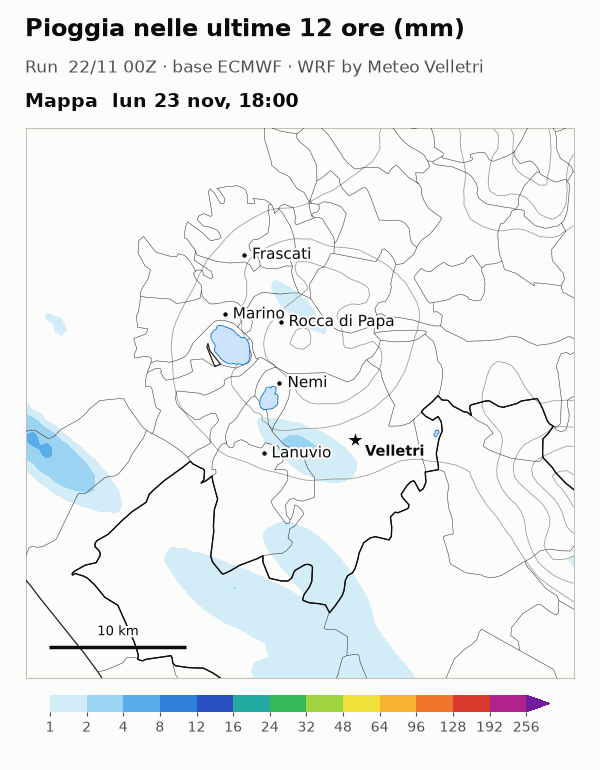 Pioggia nelle ultime 12 ore (mm)
Run  22/11 00Z · base ECMWF · WRF by Meteo Velletri
Mappa  lun 23 nov, 18:00
Frascati
Marino
Rocca di Papa
Nemi
Velletri
Lanuvio
10 km
1 2 4 8 12 16 24 32 48 64 96 128 192 256